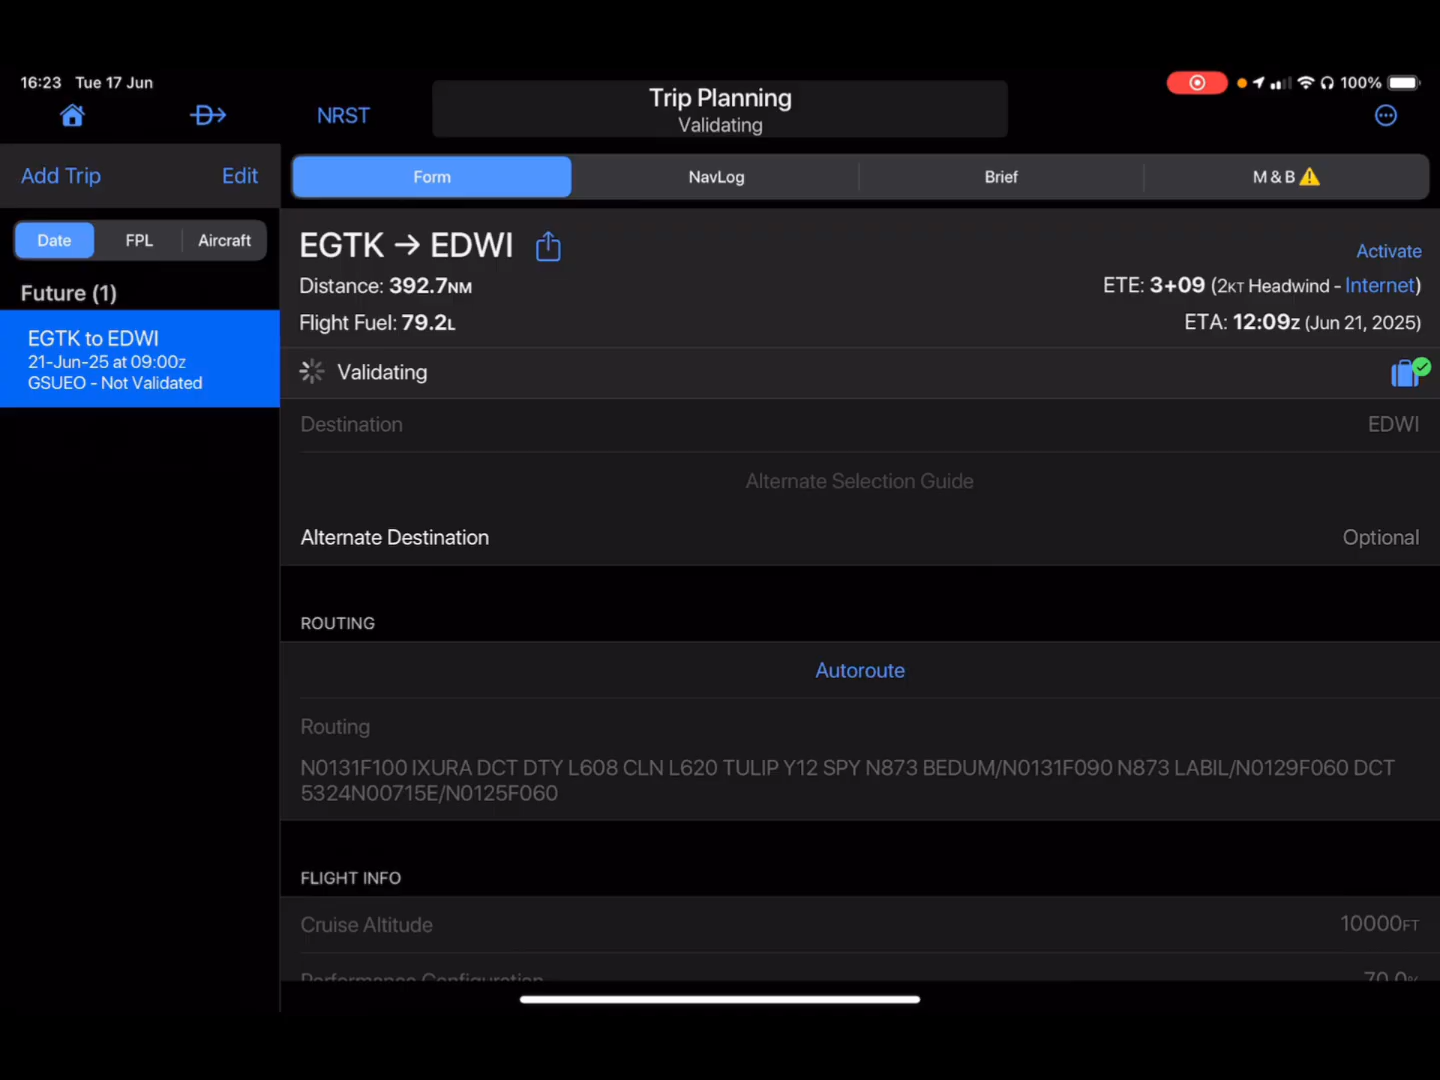 16:23 Tue 17 Jun
100%
NRST
Trip Planning
Validating
Add Trip
Edit
Form
NavLog
Brief
M & B
Date
FPL
Aircraft
EGTK → EDWI
Activate
Distance: 392.7NM
ETE: 3+09 (2KT Headwind - Internet)
Flight Fuel: 79.2L
ETA: 12:09Z (Jun 21, 2025)
Future (1)
EGTK to EDWI
21-Jun-25 at 09:00Z
GSUEO - Not Validated
Validating
Destination
EDWI
Alternate Selection Guide
Alternate Destination
Optional
ROUTING
Autoroute
Routing
N0131F100 IXURA DCT DTY L608 CLN L620 TULIP Y12 SPY N873 BEDUM/N0131F090 N873 LABIL/N0129F060 DCT
5324N00715E/N0125F060
FLIGHT INFO
Cruise Altitude
10000FT
Performance Configuration
70.0%